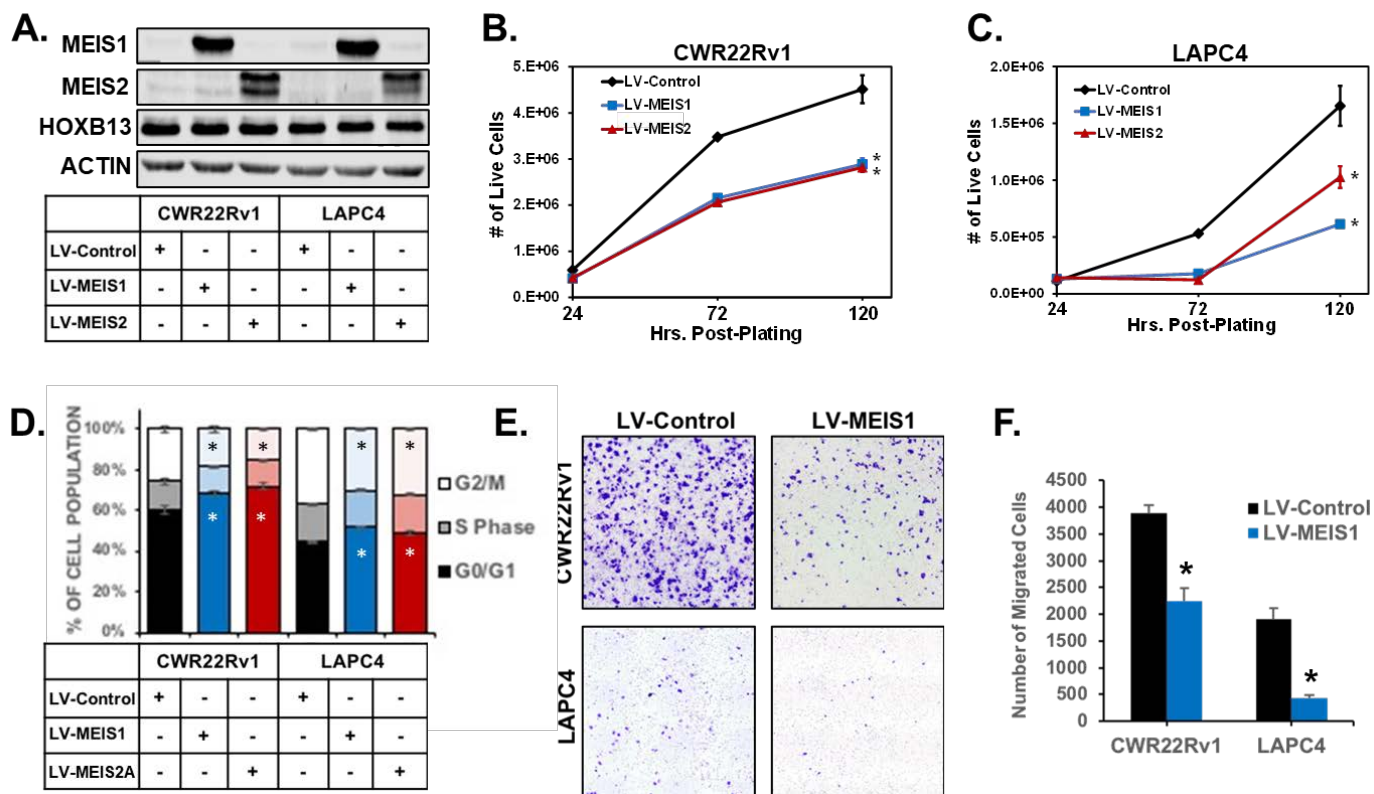 A.
MEIS1
MEIS2
HOXB13
ACTIN
CWR22Rv1 LAPC4
LV-Control + - - + - -
LV-MEIS1 - + - - + -
LV-MEIS2 - - + - - +
B.
CWR22Rv1
5.E+06
4.E+06
3.E+06
2.E+06
1.E+06
0.E+00
# of Live Cells
LV-Control
LV-MEIS1
LV-MEIS2
*
*
24 72 120
Hrs. Post-Plating
C.
LAPC4
2.0E+06
1.5E+06
1.0E+06
5.0E+05
0.0E+00
# of Live Cells
LV-Control
LV-MEIS1
LV-MEIS2
*
*
24 72 120
Hrs. Post-Plating
D.
% OF CELL POPULATION
100%
80%
60%
40%
20%
0%
* * * *
* * * *
G2/M
S Phase
G0/G1
CWR22Rv1 LAPC4
LV-Control + - - + - -
LV-MEIS1 - + - - + -
LV-MEIS2A - - + - - +
E.
LV-Control LV-MEIS1
CWR22Rv1
LAPC4
F.
Number of Migrated Cells
4500
4000
3500
3000
2500
2000
1500
1000
500
0
LV-Control
LV-MEIS1
*
*
CWR22Rv1 LAPC4